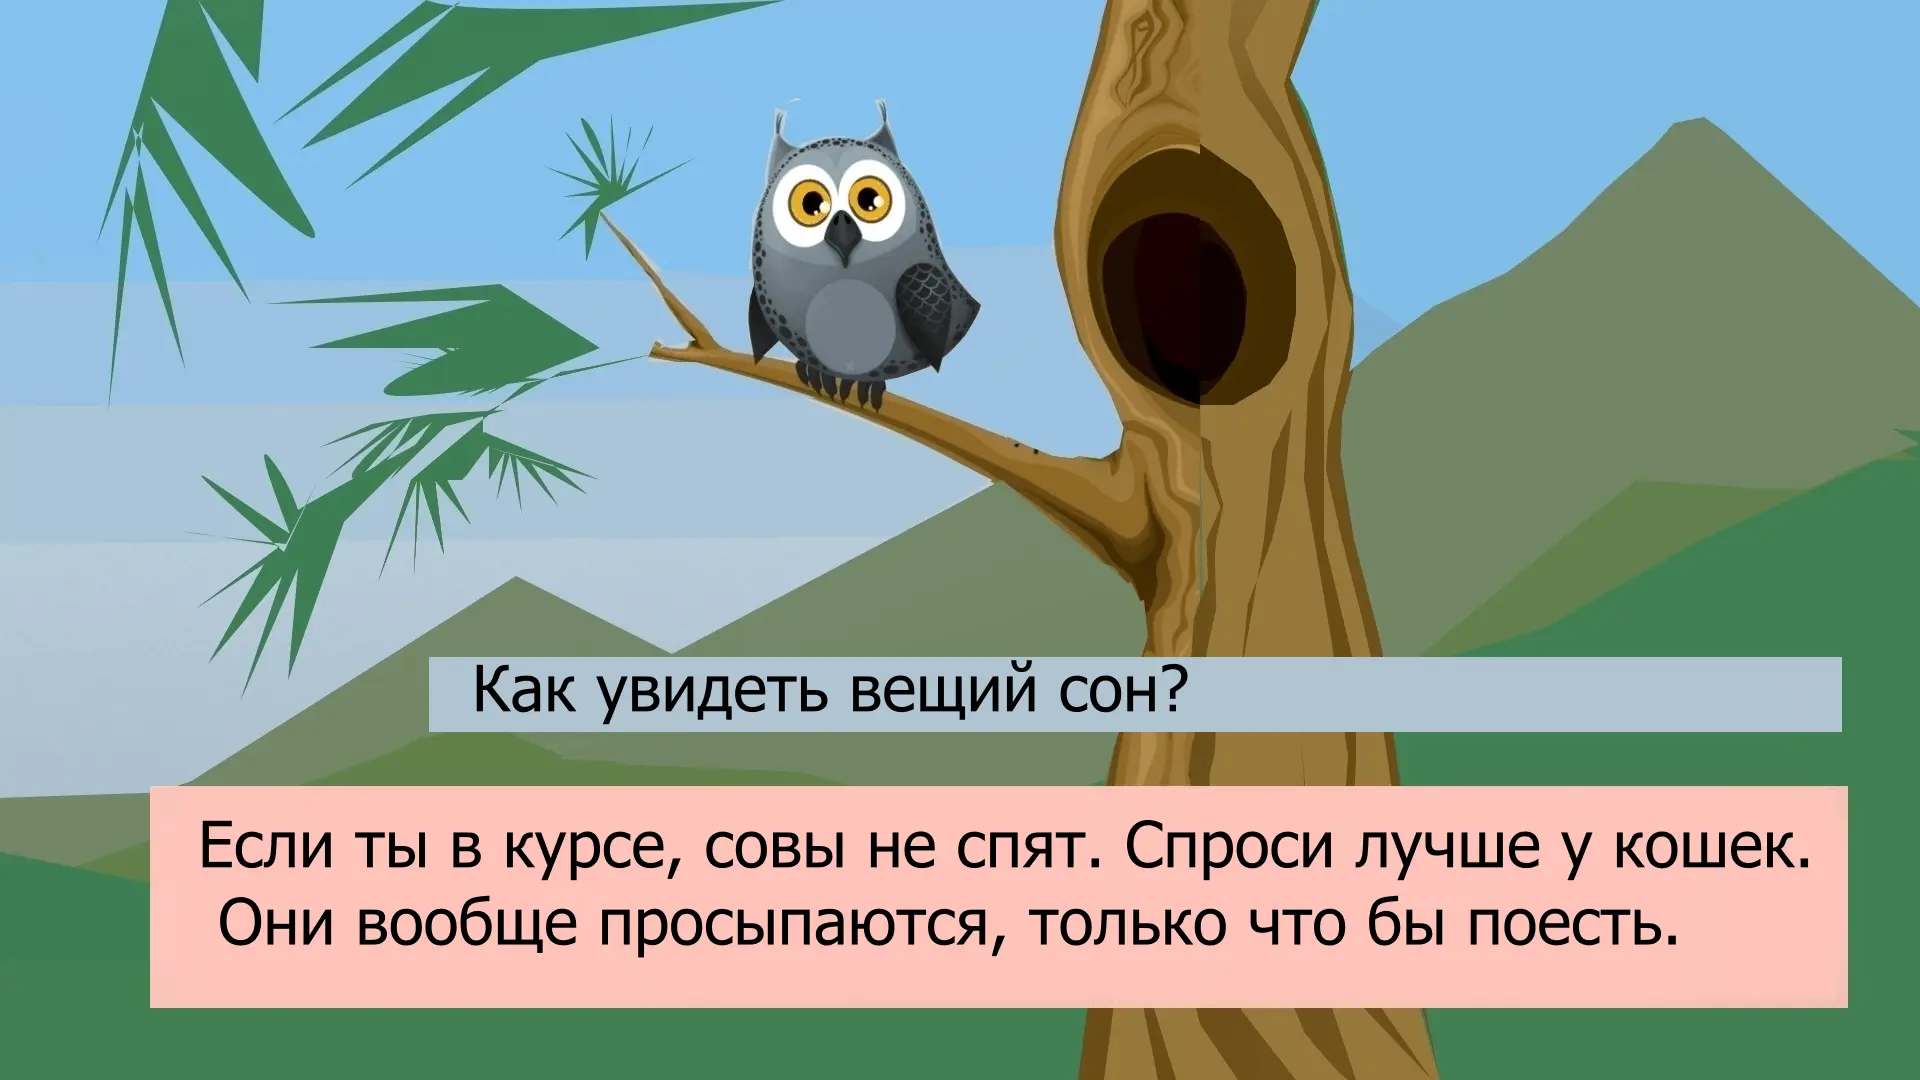 Как увидеть вещий сон?
Если ты в курсе, совы не спят. Спроси лучше у кошек.
Они вообще просыпаются, только что бы поесть.